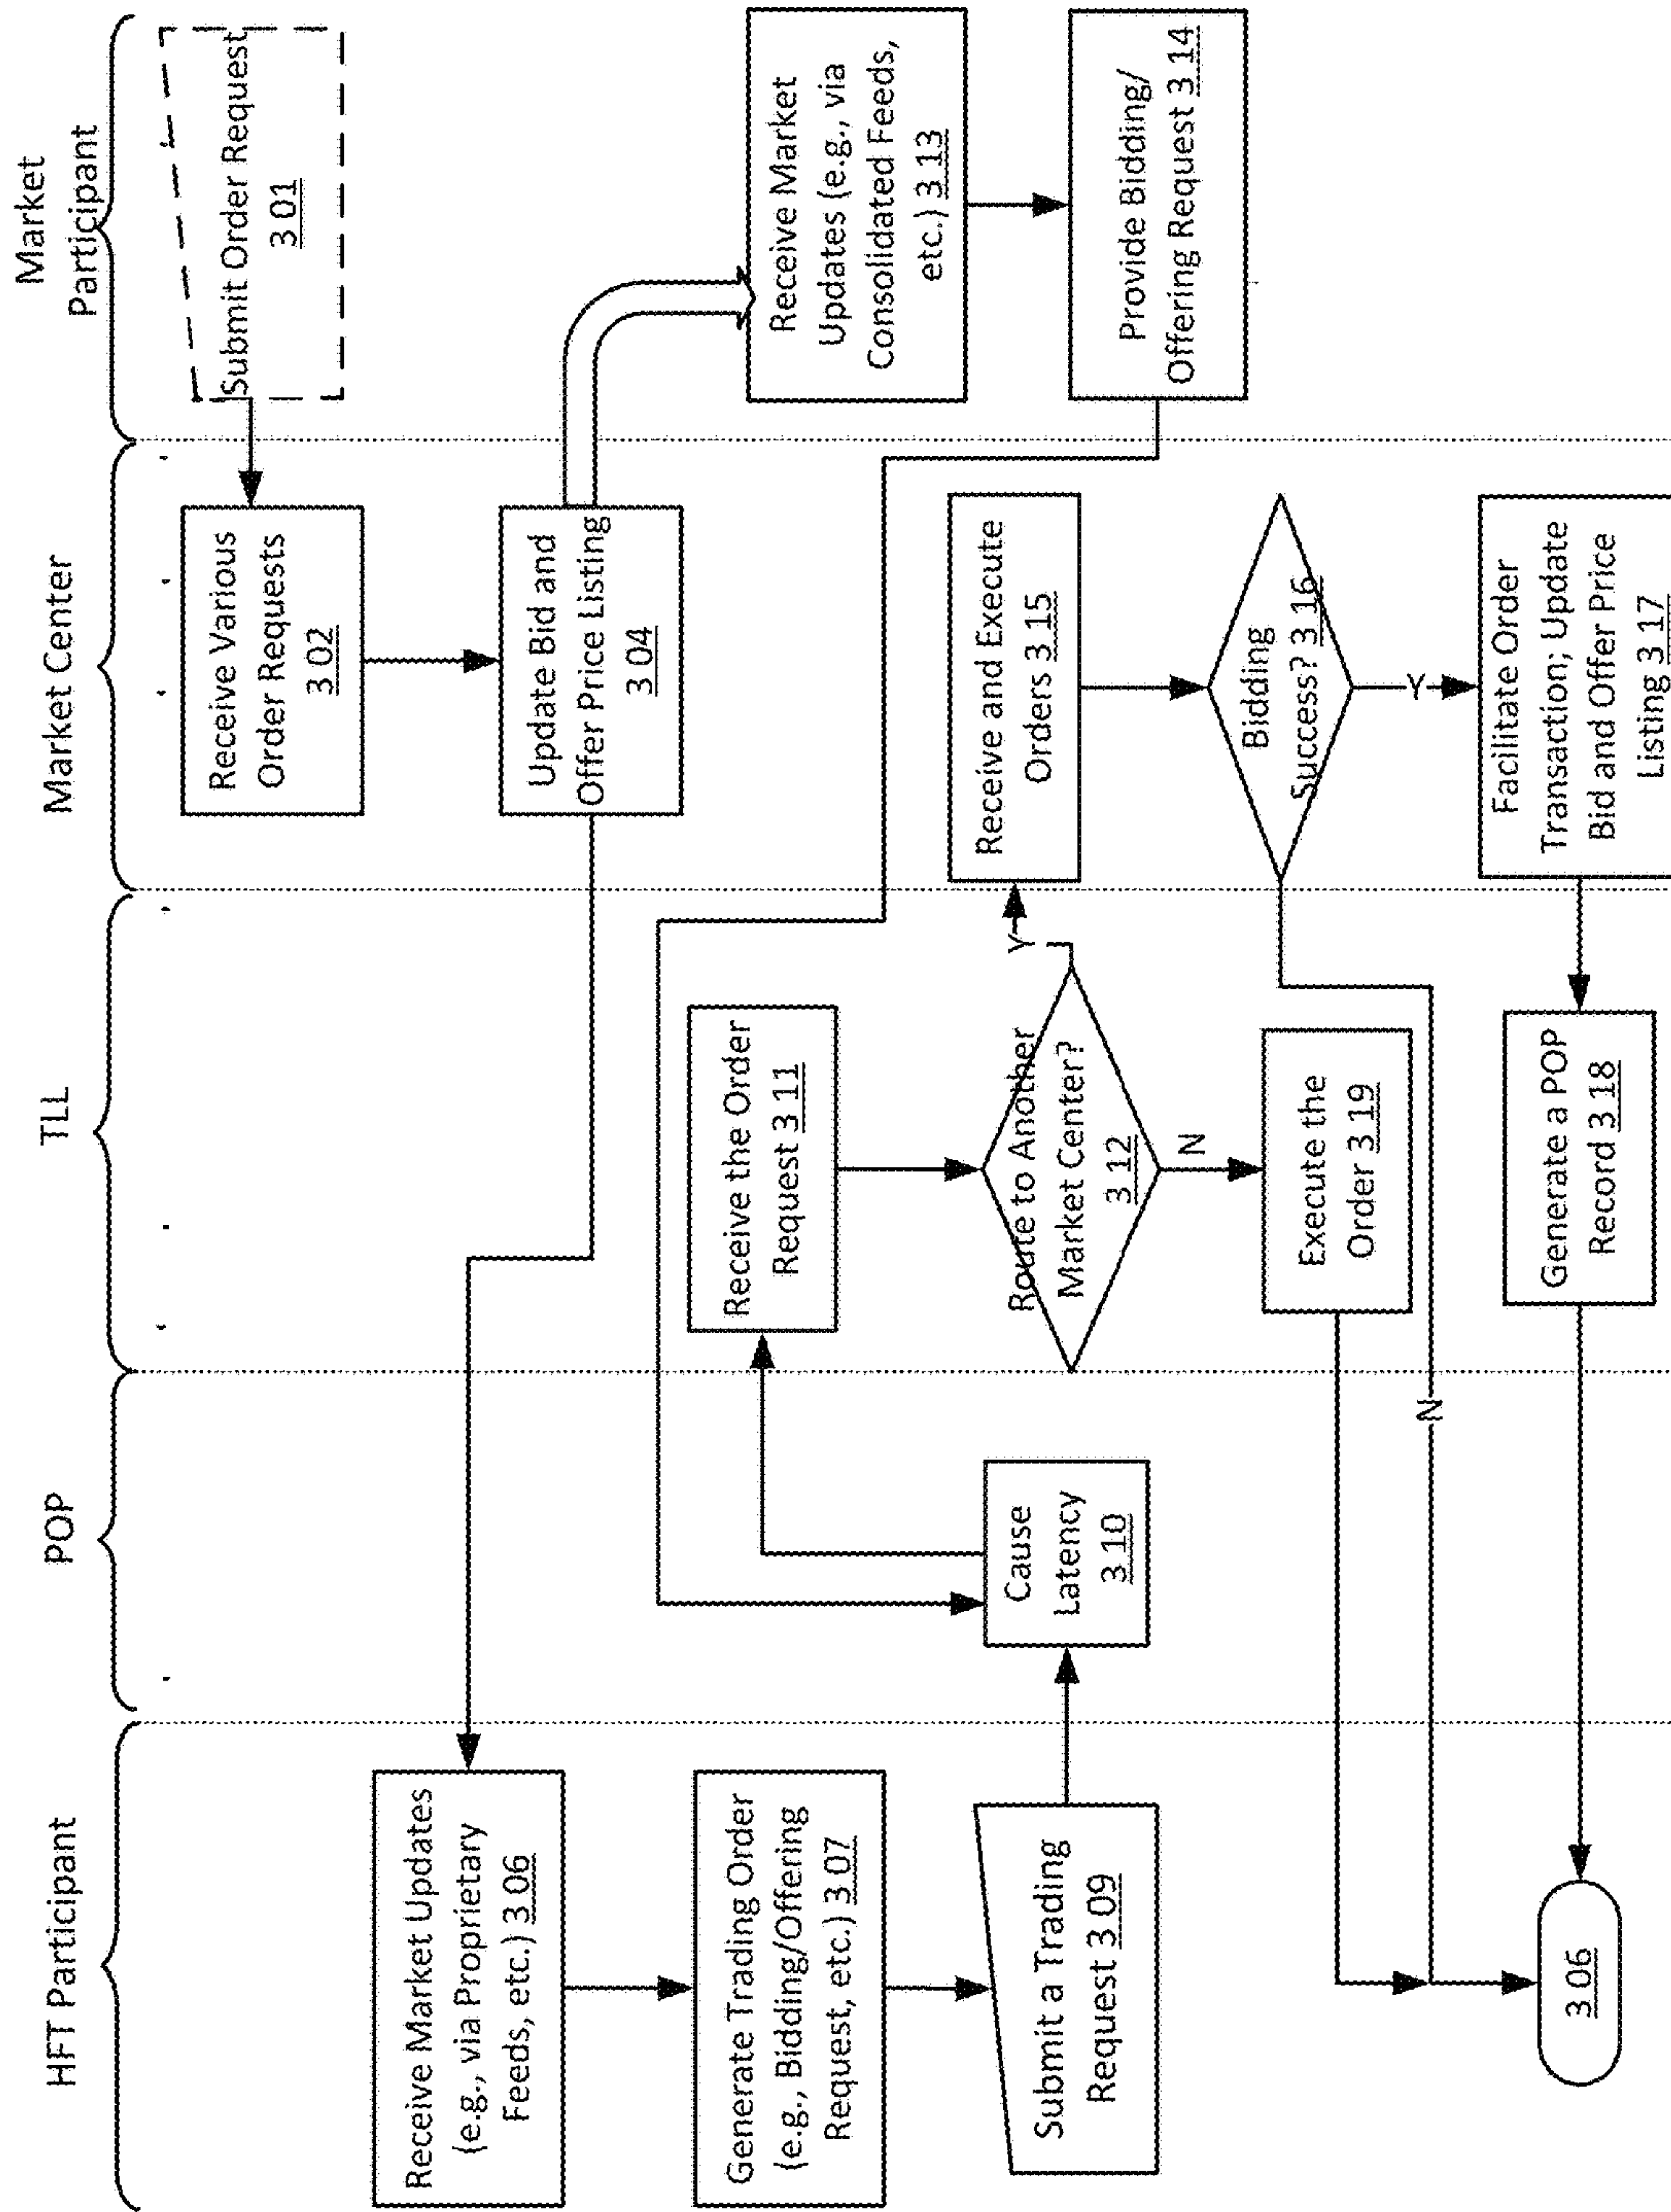 HFT Participant
POP
TLL
Market Center
Market
Participant
Submit Order Request
3 01
Receive Various
Order Requests
3 02
Update Bid and
Offer Price Listing
3 04
Receive Market Updates
(e.g., via Proprietary
Feeds, etc.) 3 06
Generate Trading Order
(e.g., Bidding/Offering
Request, etc.) 3 07
Submit a Trading
Request 3 09
Cause
Latency
3 10
Receive the Order
Request 3 11
Route to Another
Market Center?
3 12
Y
N
Receive Market
Updates (e.g., via
Consolidated Feeds,
etc.) 3 13
Provide Bidding/
Offering Request 3 14
Receive and Execute
Orders 3 15
Bidding
Success? 3 16
Y
N
Execute the
Order 3 19
Facilitate Order
Transaction; Update
Bid and Offer Price
Listing 3 17
Generate a POP
Record 3 18
3 06